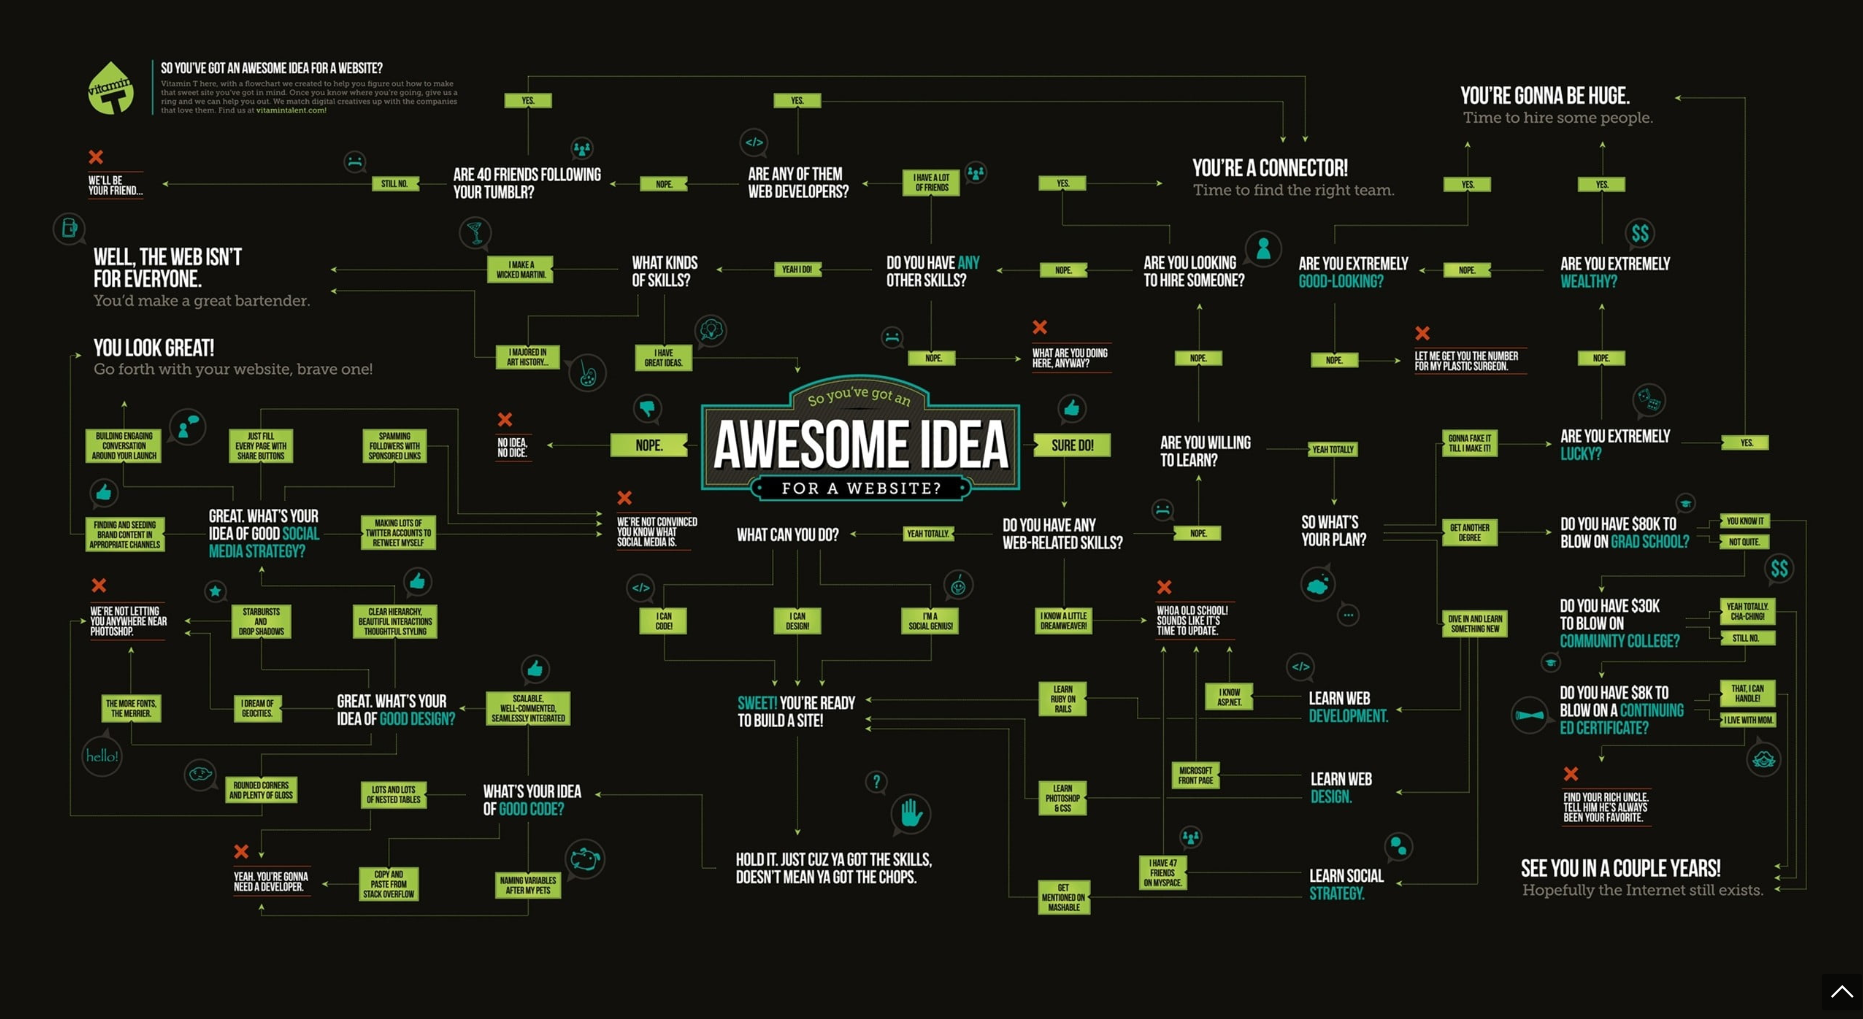 vitamin
T
SO YOU'VE GOT AN AWESOME IDEA FOR A WEBSITE?
Vitamin T here, with a flowchart we created to help you figure out how to make
that sweet site you've got in mind. Once you know where you're going, give us a
ring and we can help you out. We match digital creatives up with the companies
that love them. Find us at vitamintalent.com!
YES.
YES.
YOU'RE GONNA BE HUGE.
Time to hire some people.
WE'LL BE
YOUR FRIEND...
STILL NO.
ARE 40 FRIENDS FOLLOWING
YOUR TUMBLR?
NOPE.
</>
ARE ANY OF THEM
WEB DEVELOPERS?
I HAVE A LOT
OF FRIENDS
YES.
YOU'RE A CONNECTOR!
Time to find the right team.
YES.
YES.
WELL, THE WEB ISN'T
FOR EVERYONE.
You'd make a great bartender.
I MAKE A
WICKED MARTINI.
WHAT KINDS
OF SKILLS?
YEAH I DO!
DO YOU HAVE ANY
OTHER SKILLS?
NOPE.
ARE YOU LOOKING
TO HIRE SOMEONE?
ARE YOU EXTREMELY
GOOD-LOOKING?
NOPE.
$$
ARE YOU EXTREMELY
WEALTHY?
YOU LOOK GREAT!
Go forth with your website, brave one!
I MAJORED IN
ART HISTORY...
I HAVE
GREAT IDEAS.
NOPE.
WHAT ARE YOU DOING
HERE, ANYWAY?
NOPE.
NOPE.
LET ME GET YOU THE NUMBER
FOR MY PLASTIC SURGEON.
NOPE.
BUILDING ENGAGING
CONVERSATION
AROUND YOUR LAUNCH
JUST FILL
EVERY PAGE WITH
SHARE BUTTONS
SPAMMING
FOLLOWERS WITH
SPONSORED LINKS
NO IDEA,
NO DICE.
NOPE.
So you've got an
AWESOME IDEA
FOR A WEBSITE?
SURE DO!
ARE YOU WILLING
TO LEARN?
YEAH TOTALLY
GONNA FAKE IT
TILL I MAKE IT!
ARE YOU EXTREMELY
LUCKY?
YES.
FINDING AND SEEDING
BRAND CONTENT IN
APPROPRIATE CHANNELS
GREAT. WHAT'S YOUR
IDEA OF GOOD SOCIAL
MEDIA STRATEGY?
MAKING LOTS OF
TWITTER ACCOUNTS TO
RETWEET MYSELF
WE'RE NOT CONVINCED
YOU KNOW WHAT
SOCIAL MEDIA IS.
WHAT CAN YOU DO?
YEAH TOTALLY.
DO YOU HAVE ANY
WEB-RELATED SKILLS?
NOPE.
SO WHAT'S
YOUR PLAN?
GET ANOTHER
DEGREE
DO YOU HAVE $80K TO
BLOW ON GRAD SCHOOL?
YOU KNOW IT
NOT QUITE.
$$
WE'RE NOT LETTING
YOU ANYWHERE NEAR
PHOTOSHOP.
STARBURSTS
AND
DROP SHADOWS
CLEAR HIERARCHY,
BEAUTIFUL INTERACTIONS
THOUGHTFUL STYLING
</>
I CAN
CODE!
I CAN
DESIGN!
I'M A
SOCIAL GENIUS!
I KNOW A LITTLE
DREAMWEAVER!
WHOA OLD SCHOOL!
SOUNDS LIKE IT'S
TIME TO UPDATE.
...
DIVE IN AND LEARN
SOMETHING NEW
DO YOU HAVE $30K
TO BLOW ON
COMMUNITY COLLEGE?
YEAH TOTALLY.
CHA-CHING!
STILL NO.
THE MORE FONTS,
THE MERRIER.
hello!
I DREAM OF
GEOCITIES.
GREAT. WHAT'S YOUR
IDEA OF GOOD DESIGN?
SCALABLE,
WELL-COMMENTED,
SEAMLESSLY INTEGRATED
SWEET! YOU'RE READY
TO BUILD A SITE!
LEARN
RUBY ON
RAILS
I KNOW
ASP.NET.
</>
LEARN WEB
DEVELOPMENT.
DO YOU HAVE $8K TO
BLOW ON A CONTINUING
ED CERTIFICATE?
THAT, I CAN
HANDLE!
I LIVE WITH MOM.
ROUNDED CORNERS
AND PLENTY OF GLOSS
LOTS AND LOTS
OF NESTED TABLES
WHAT'S YOUR IDEA
OF GOOD CODE?
?
LEARN
PHOTOSHOP
& CSS
MICROSOFT
FRONT PAGE
LEARN WEB
DESIGN.
FIND YOUR RICH UNCLE.
TELL HIM HE'S ALWAYS
BEEN YOUR FAVORITE.
YEAH. YOU'RE GONNA
NEED A DEVELOPER.
COPY AND
PASTE FROM
STACK OVERFLOW
NAMING VARIABLES
AFTER MY PETS
HOLD IT. JUST CUZ YA GOT THE SKILLS,
DOESN'T MEAN YA GOT THE CHOPS.
GET
MENTIONED ON
MASHABLE
I HAVE 47
FRIENDS
ON MYSPACE.
LEARN SOCIAL
STRATEGY.
SEE YOU IN A COUPLE YEARS!
Hopefully the Internet still exists.